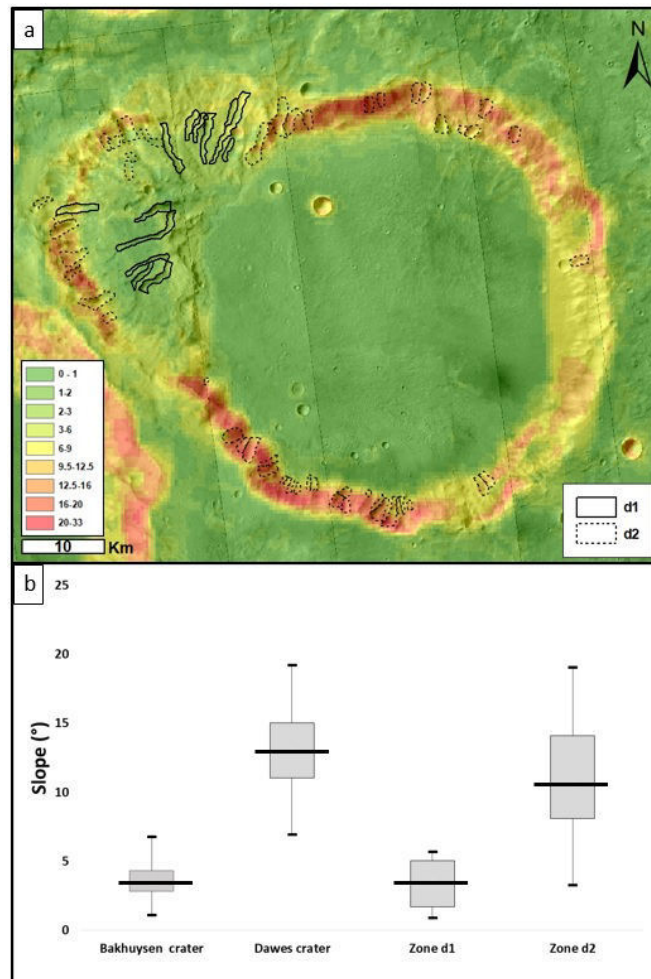 a
N
0 - 1
1-2
2-3
3-6
6-9
9.5-12.5
12.5-16
16-20
20-33
10 Km
d1
d2
b
25
20
15
10
5
0
Slope (°)
Bakhuysen crater Dawes crater Zone d1 Zone d2